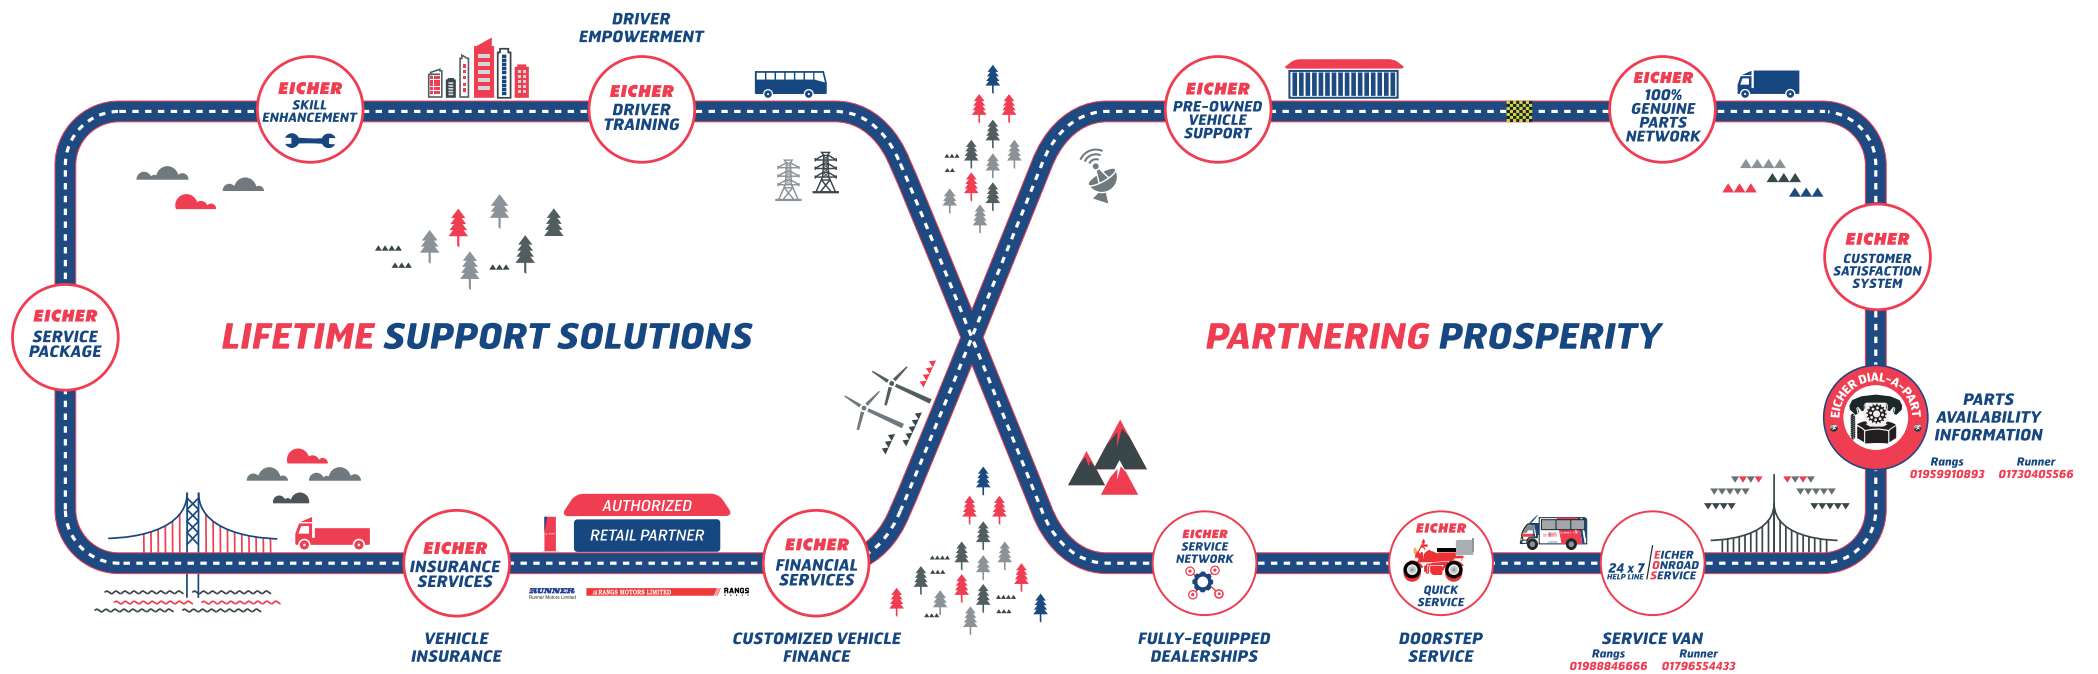 DRIVER
EMPOWERMENT
EICHER
SKILL
ENHANCEMENT
EICHER
DRIVER
TRAINING
EICHER
PRE-OWNED
VEHICLE
SUPPORT
EICHER
100%
GENUINE
PARTS
NETWORK
EICHER
CUSTOMER
SATISFACTION
SYSTEM
EICHER
SERVICE
PACKAGE
LIFETIME SUPPORT SOLUTIONS
PARTNERING PROSPERITY
EICHER DIAL-A-PART
PARTS
AVAILABILITY
INFORMATION
Rangs Runner
01959910893 01730405566
EICHER
INSURANCE
SERVICES
VEHICLE
INSURANCE
AUTHORIZED
RETAIL PARTNER
RUNNER
Runner Motors Limited
RANGS MOTORS LIMITED
RANGS
EICHER
FINANCIAL
SERVICES
CUSTOMIZED VEHICLE
FINANCE
EICHER
SERVICE
NETWORK
FULLY-EQUIPPED
DEALERSHIPS
EICHER
QUICK
SERVICE
DOORSTEP
SERVICE
24 x 7
HELP LINE
EICHER
ONROAD
SERVICE
SERVICE VAN
Rangs Runner
01988846666 01796554433